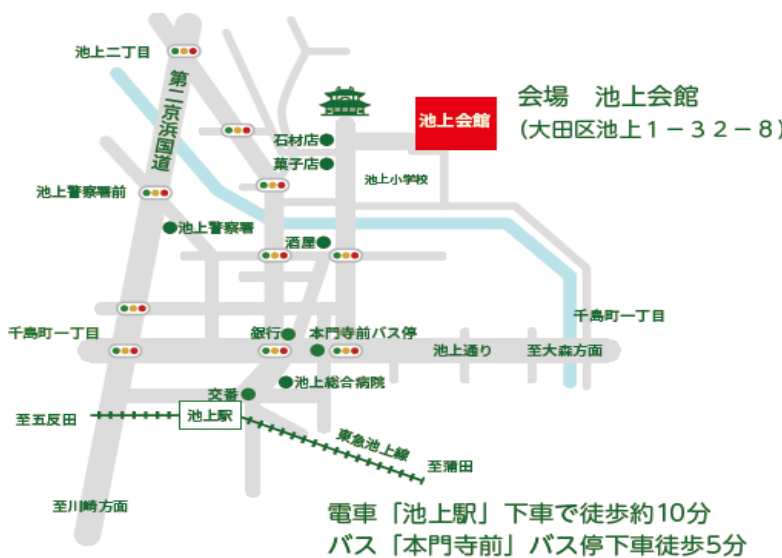 池上二丁目
第二京浜国道
池上会館
会場　池上会館
（大田区池上１－３２－８）
石材店
菓子店
池上小学校
池上警察署前
池上警察署
酒屋
千鳥町一丁目
千鳥町一丁目
銀行
本門寺前バス停
池上通り
至大森方面
池上総合病院
交番
池上駅
至五反田
東急池上線
至蒲田
至川崎方面
電車「池上駅」下車で徒歩約10分
バス「本門寺前」バス停下車徒歩5分